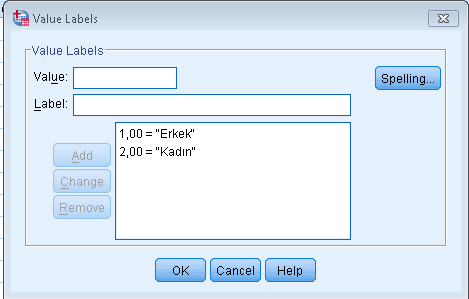 Value Labels
Value Labels
Value:
Spelling...
Label:
1,00 = "Erkek"
2,00 = "Kadın"
Add
Change
Remove
OK
Cancel
Help